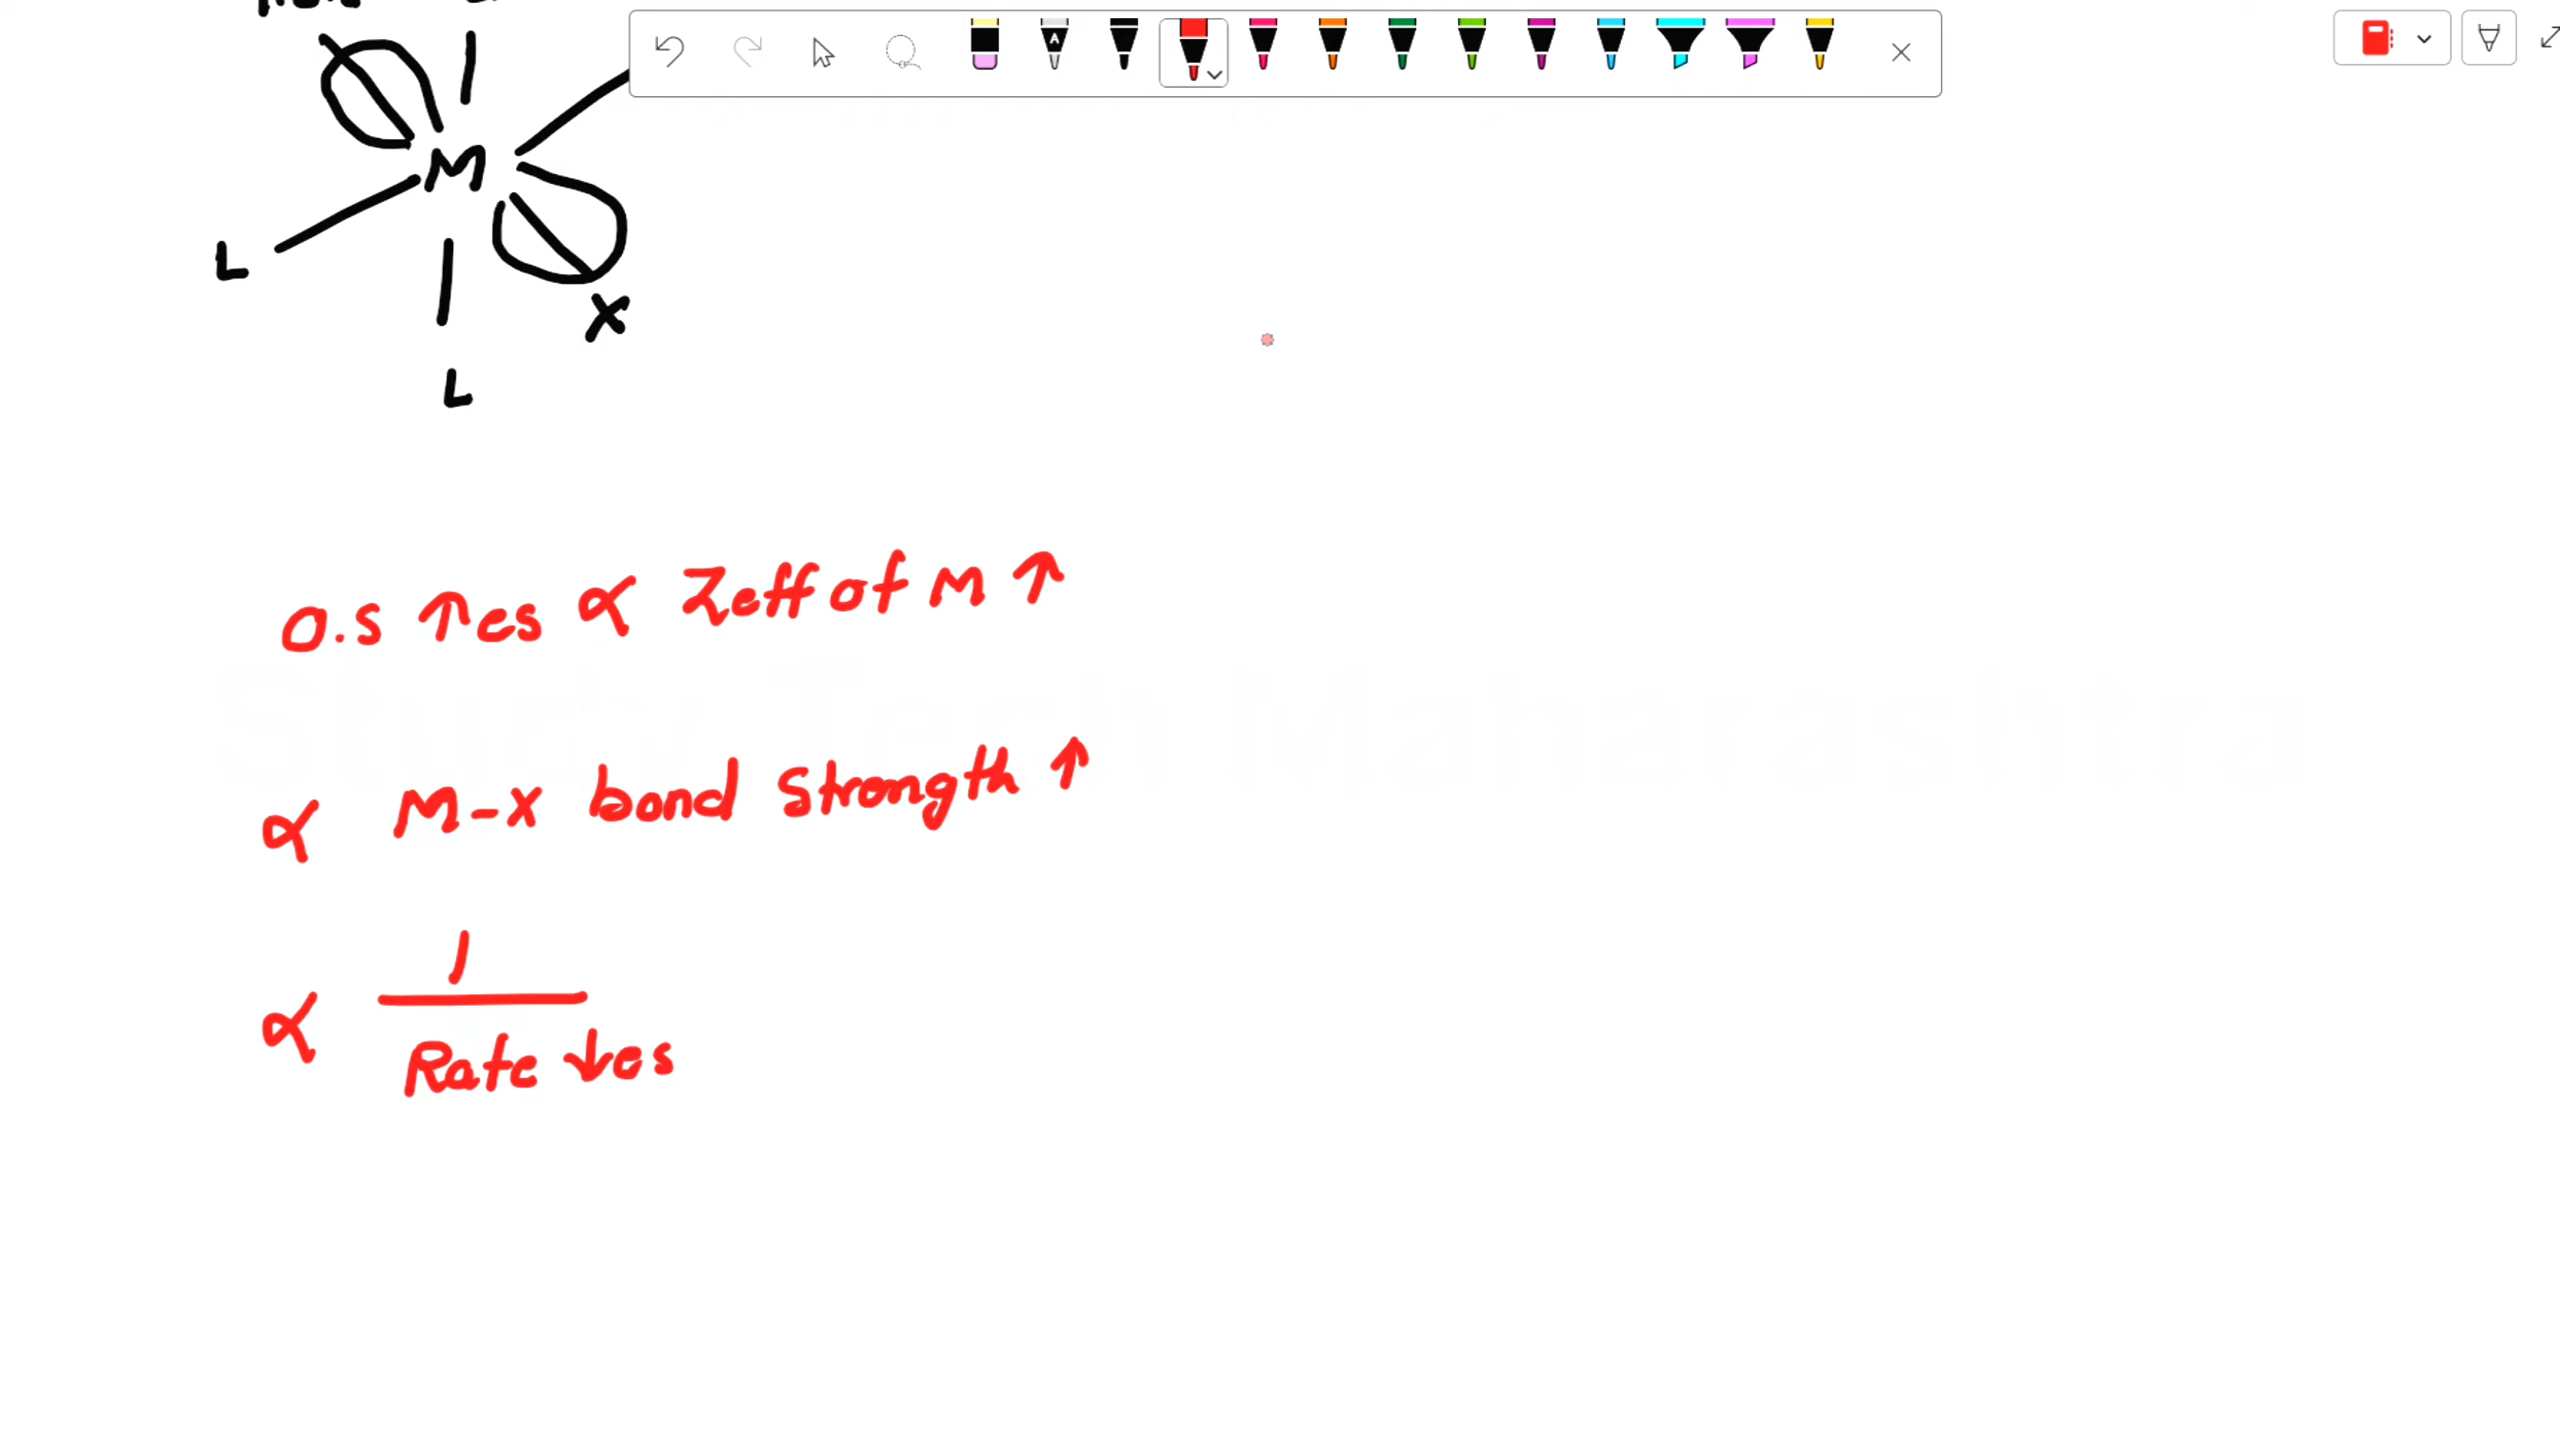 M
L
X
L
O.S ↑es ∝ Zeff of M ↑
∝ M-X bond Strength ↑
∝ 1
Rate ↓es